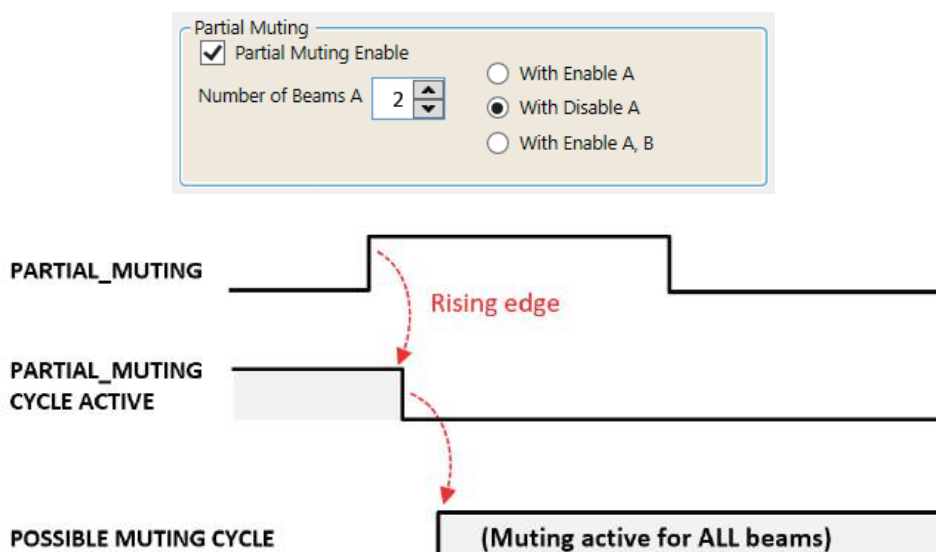 Partial Muting
Partial Muting Enable
Number of Beams A 2
With Enable A
With Disable A
With Enable A, B
PARTIAL_MUTING
Rising edge
PARTIAL_MUTING
CYCLE ACTIVE
POSSIBLE MUTING CYCLE
(Muting active for ALL beams)